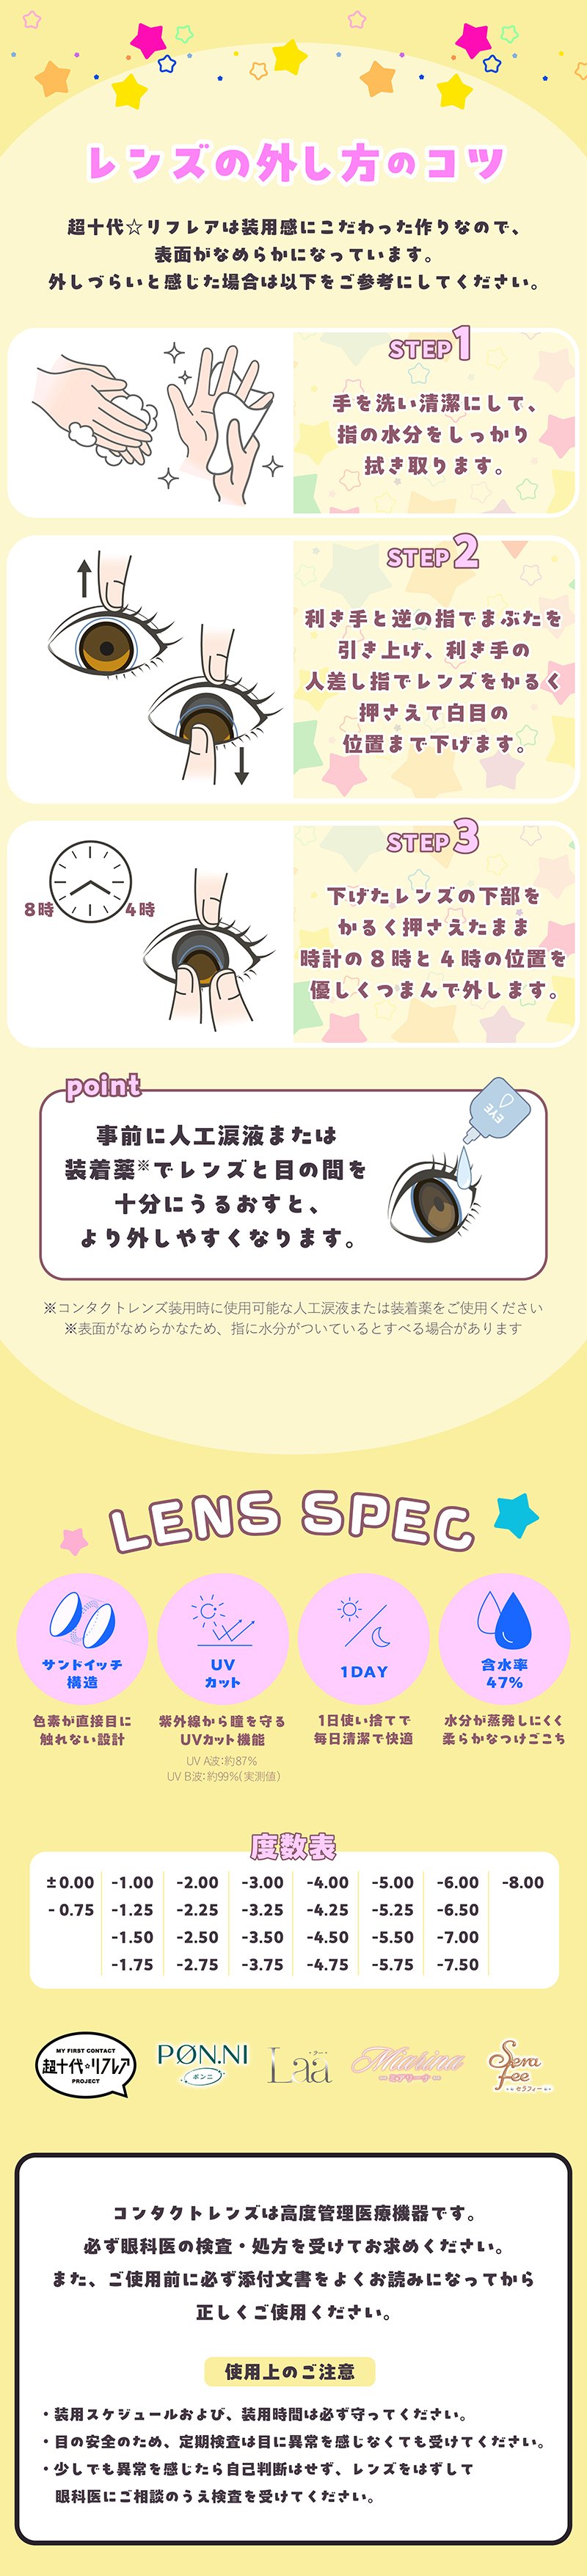 レンズの外し方のコツ
超十代☆リフレアは装用感にこだわった作りなので、
表面がなめらかになっています。
外しづらいと感じた場合は以下をご参考にしてください。
STEP1
手を洗い清潔にして、
指の水分をしっかり
拭き取ります。
STEP2
利き手と逆の指でまぶたを
引き上げ、利き手の
人差し指でレンズをかるく
押さえて白目の
位置まで下げます。
STEP3
8時
4時
下げたレンズの下部を
かるく押さえたまま
時計の8時と4時の位置を
優しくつまんで外します。
point
事前に人工涙液または
装着薬※でレンズと目の間を
十分にうるおすと、
より外しやすくなります。
EYE
※コンタクトレンズ装用時に使用可能な人工涙液または装着薬をご使用ください
※表面がなめらかなため、指に水分がついているとすべる場合があります
LENS SPEC
サンドイッチ
構造
色素が直接目に
触れない設計
UV
カット
紫外線から瞳を守る
UVカット機能
UV A波:約87%
UV B波:約99%(実測値)
1DAY
1日使い捨てで
毎日清潔で快適
含水率
47%
水分が蒸発しにくく
柔らかなつけごこち
度数表
±0.00 -1.00 -2.00 -3.00 -4.00 -5.00 -6.00 -8.00
-0.75 -1.25 -2.25 -3.25 -4.25 -5.25 -6.50
-1.50 -2.50 -3.50 -4.50 -5.50 -7.00
-1.75 -2.75 -3.75 -4.75 -5.75 -7.50
MY FIRST CONTACT
超十代☆リフレア
PROJECT
PØN.NI
ポンニ
Laa
ラー
Miarina
ミアリーナ
Sera fee
セラフィー
コンタクトレンズは高度管理医療機器です。
必ず眼科医の検査・処方を受けてお求めください。
また、ご使用前に必ず添付文書をよくお読みになってから
正しくご使用ください。
使用上のご注意
・装用スケジュールおよび、装用時間は必ず守ってください。
・目の安全のため、定期検査は目に異常を感じなくても受けてください。
・少しでも異常を感じたら自己判断はせず、レンズをはずして
眼科医にご相談のうえ検査を受けてください。